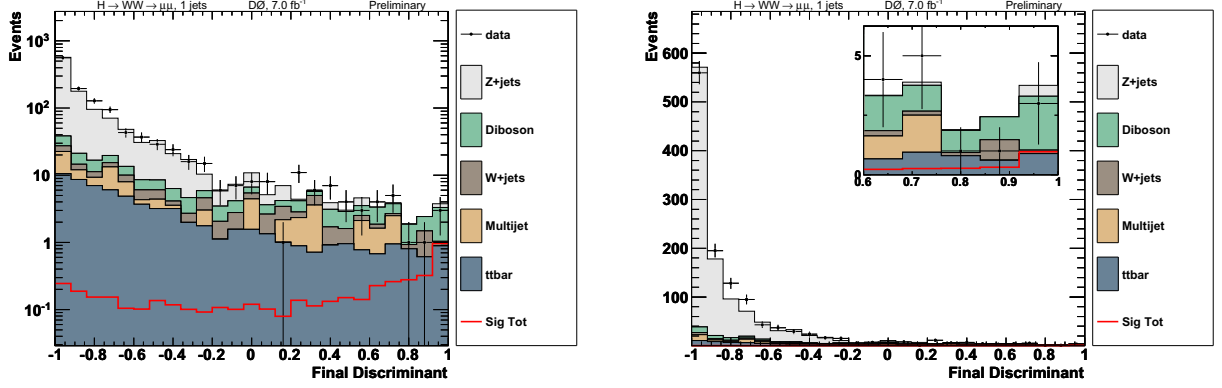 H → WW → μμ, 1 jets DØ, 7.0 fb⁻¹ Preliminary
Events
10³
10²
10
1
10⁻¹
-1 -0.8 -0.6 -0.4 -0.2 0 0.2 0.4 0.6 0.8 1
Final Discriminant
data
Z+jets
Diboson
W+jets
Multijet
ttbar
Sig Tot
H → WW → μμ, 1 jets DØ, 7.0 fb⁻¹ Preliminary
Events
600
500
400
300
200
100
-1 -0.8 -0.6 -0.4 -0.2 0 0.2 0.4 0.6 0.8 1
Final Discriminant
5
0.6 0.7 0.8 0.9 1
data
Z+jets
Diboson
W+jets
Multijet
ttbar
Sig Tot